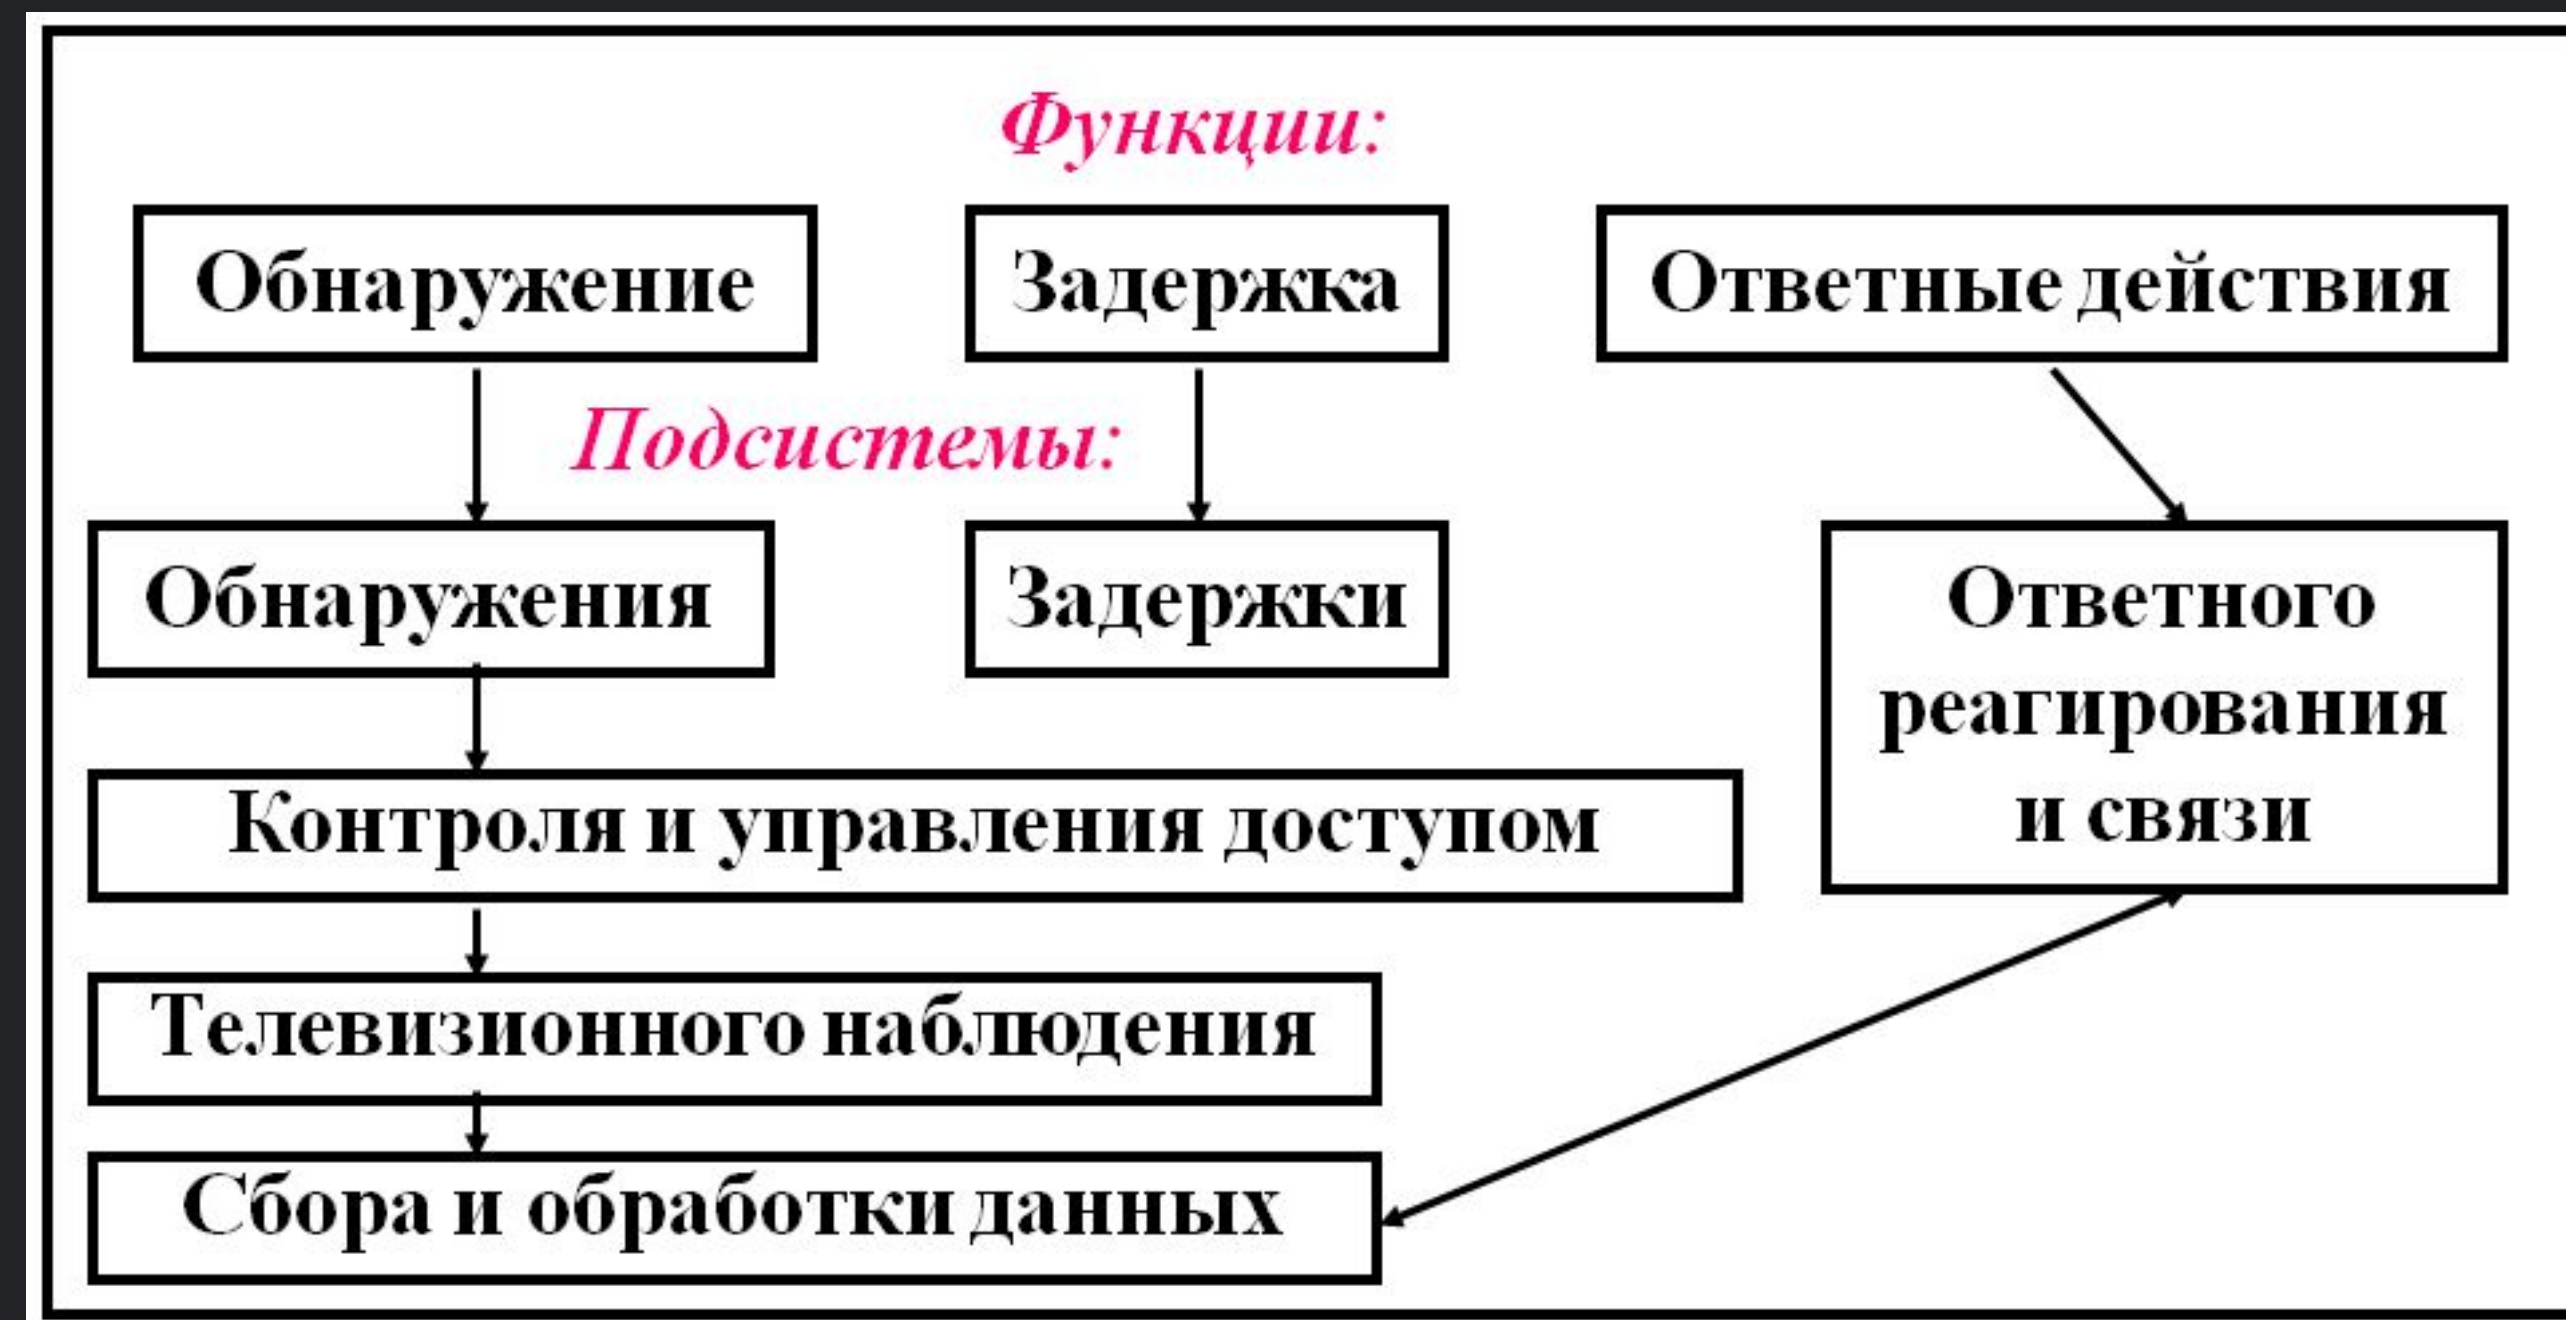 Функции:
Обнаружение
Задержка
Ответные действия
Подсистемы:
Обнаружения
Задержки
Ответного
реагирования
и связи
Контроля и управления доступом
Телевизионного наблюдения
Сбора и обработки данных